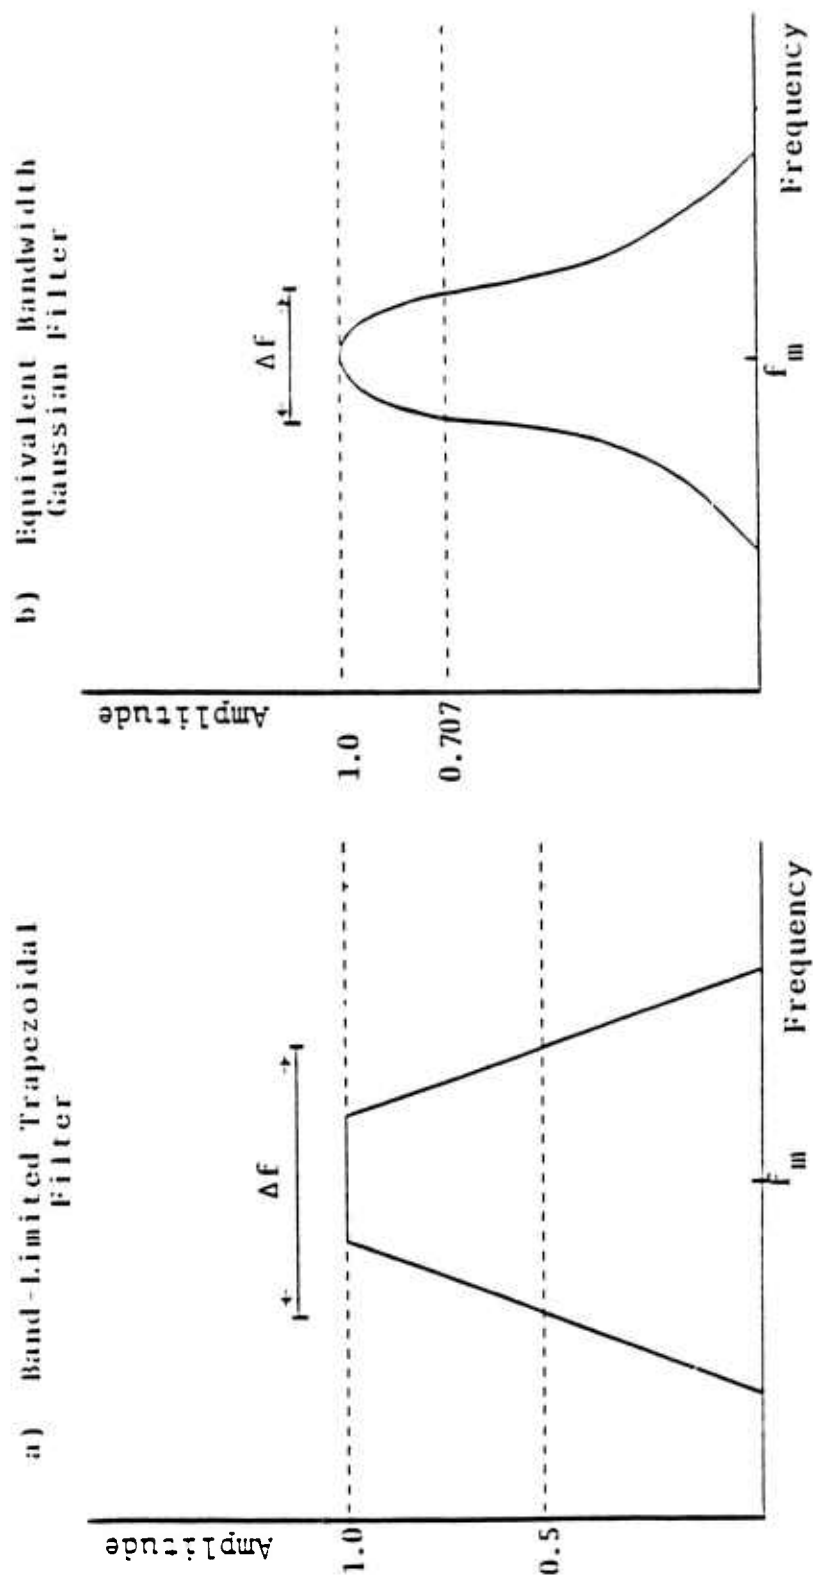 a) Band-Limited Trapezoidal
Filter
Amplitude
1.0
0.5
Δf
f m
Frequency
b) Equivalent Bandwidth
Gaussian Filter
Amplitude
1.0
0.707
Δf
f m
Frequency